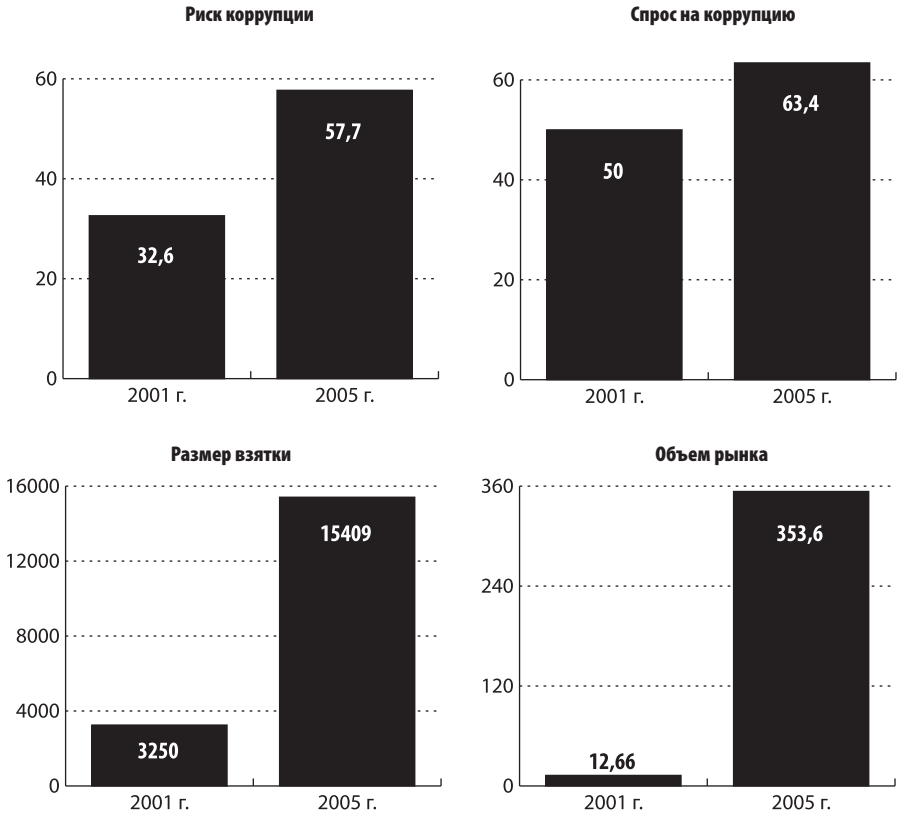 Риск коррупции
60
40
20
0
32,6
57,7
2001 г.
2005 г.
Спрос на коррупцию
60
40
20
0
50
63,4
2001 г.
2005 г.
Размер взятки
16000
12000
8000
4000
0
3250
15409
2001 г.
2005 г.
Объем рынка
360
240
120
0
12,66
353,6
2001 г.
2005 г.